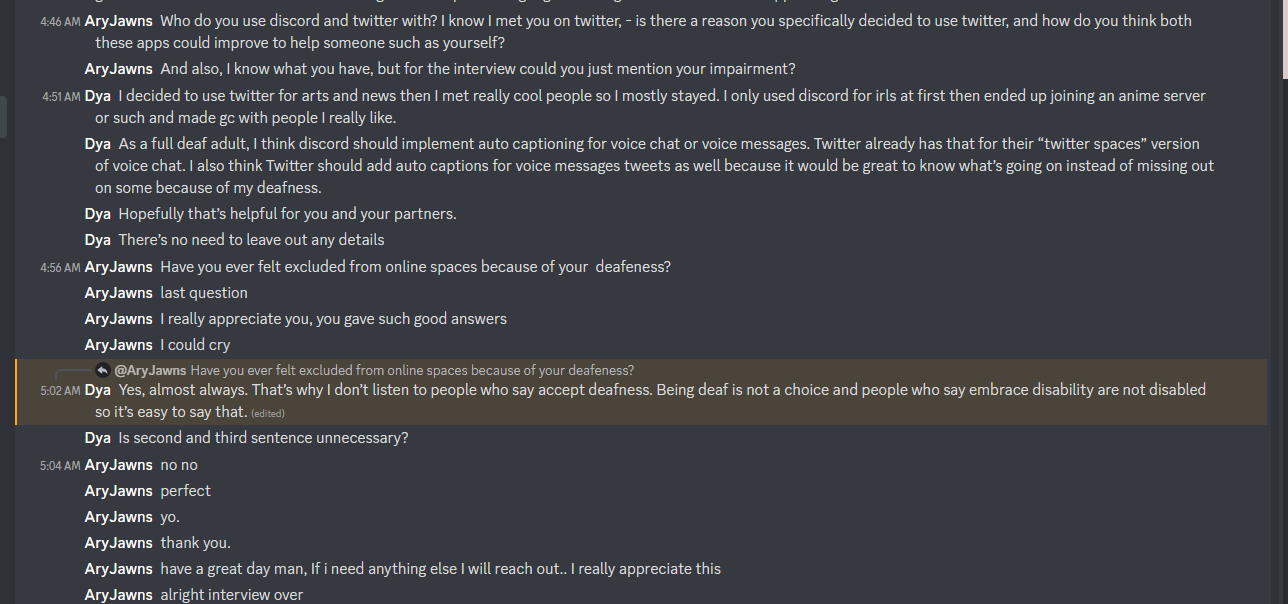 4:46 AM AryJawns Who do you use discord and twitter with? I know I met you on twitter, - is there a reason you specifically decided to use twitter, and how do you think both
these apps could improve to help someone such as yourself?
AryJawns And also, I know what you have, but for the interview could you just mention your impairment?
4:51 AM Dya I decided to use twitter for arts and news then I met really cool people so I mostly stayed. I only used discord for irls at first then ended up joining an anime server
or such and made gc with people I really like.
Dya As a full deaf adult, I think discord should implement auto captioning for voice chat or voice messages. Twitter already has that for their “twitter spaces” version
of voice chat. I also think Twitter should add auto captions for voice messages tweets as well because it would be great to know what’s going on instead of missing out
on some because of my deafness.
Dya Hopefully that’s helpful for you and your partners.
Dya There’s no need to leave out any details
4:56 AM AryJawns Have you ever felt excluded from online spaces because of your deafeness?
AryJawns last question
AryJawns I really appreciate you, you gave such good answers
AryJawns I could cry
@AryJawns Have you ever felt excluded from online spaces because of your deafeness?
5:02 AM Dya Yes, almost always. That’s why I don’t listen to people who say accept deafness. Being deaf is not a choice and people who say embrace disability are not disabled
so it’s easy to say that. (edited)
Dya Is second and third sentence unnecessary?
5:04 AM AryJawns no no
AryJawns perfect
AryJawns yo.
AryJawns thank you.
AryJawns have a great day man, If i need anything else I will reach out.. I really appreciate this
AryJawns alright interview over